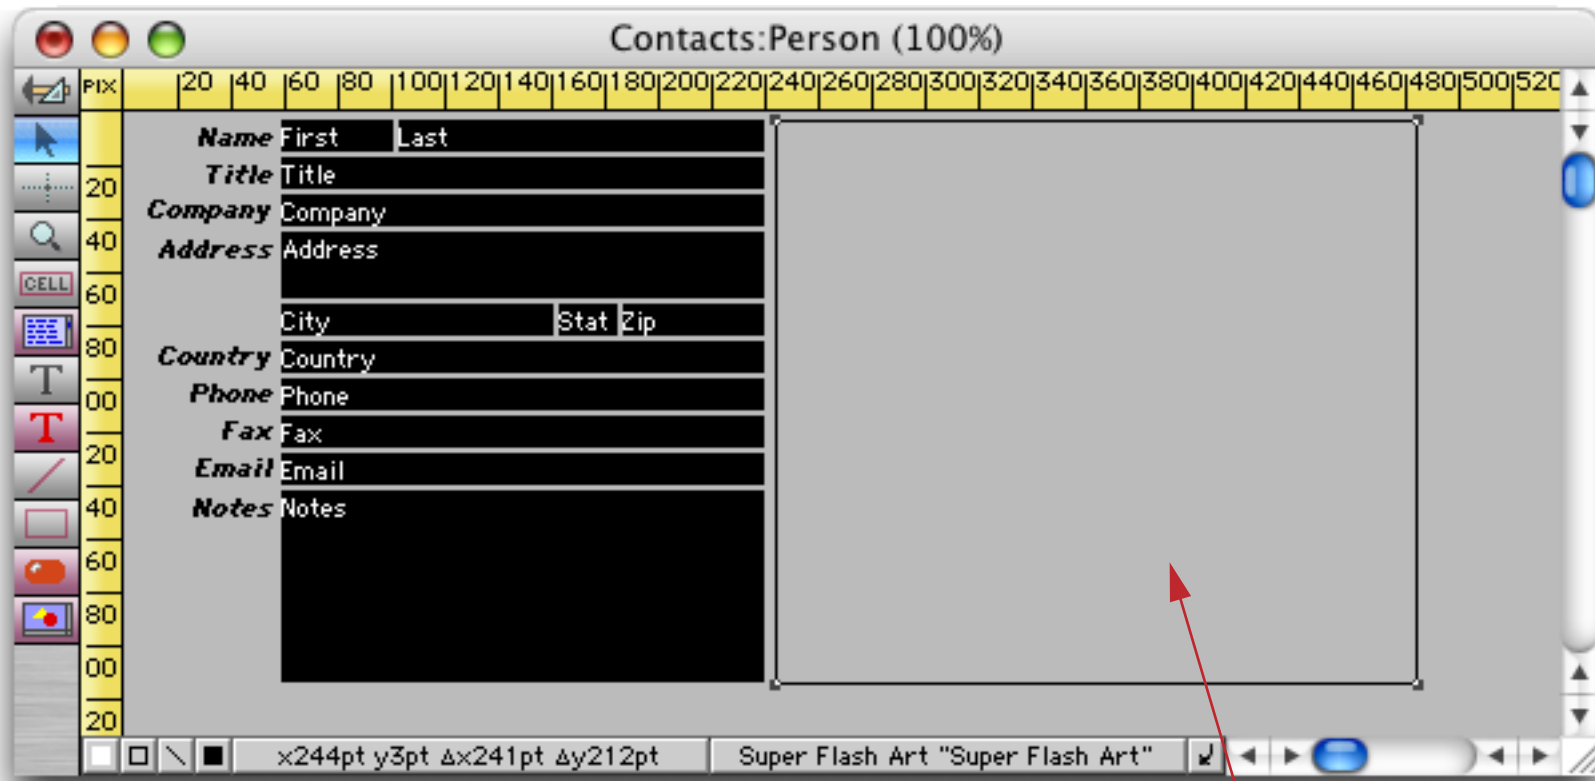 Contacts:Person (100%)
PIX 20 40 60 80 100 120 140 160 180 200 220 240 260 280 300 320 340 360 380 400 420 440 460 480 500 520
Name First Last
20 Title Title
Company Company
40 Address Address
CELL
60
City Stat Zip
80 Country Country
T
00 Phone Phone
T
Fax Fax
20 Email Email
40 Notes Notes
60
80
00
20
x244pt y3pt Δx241pt Δy212pt Super Flash Art "Super Flash Art"